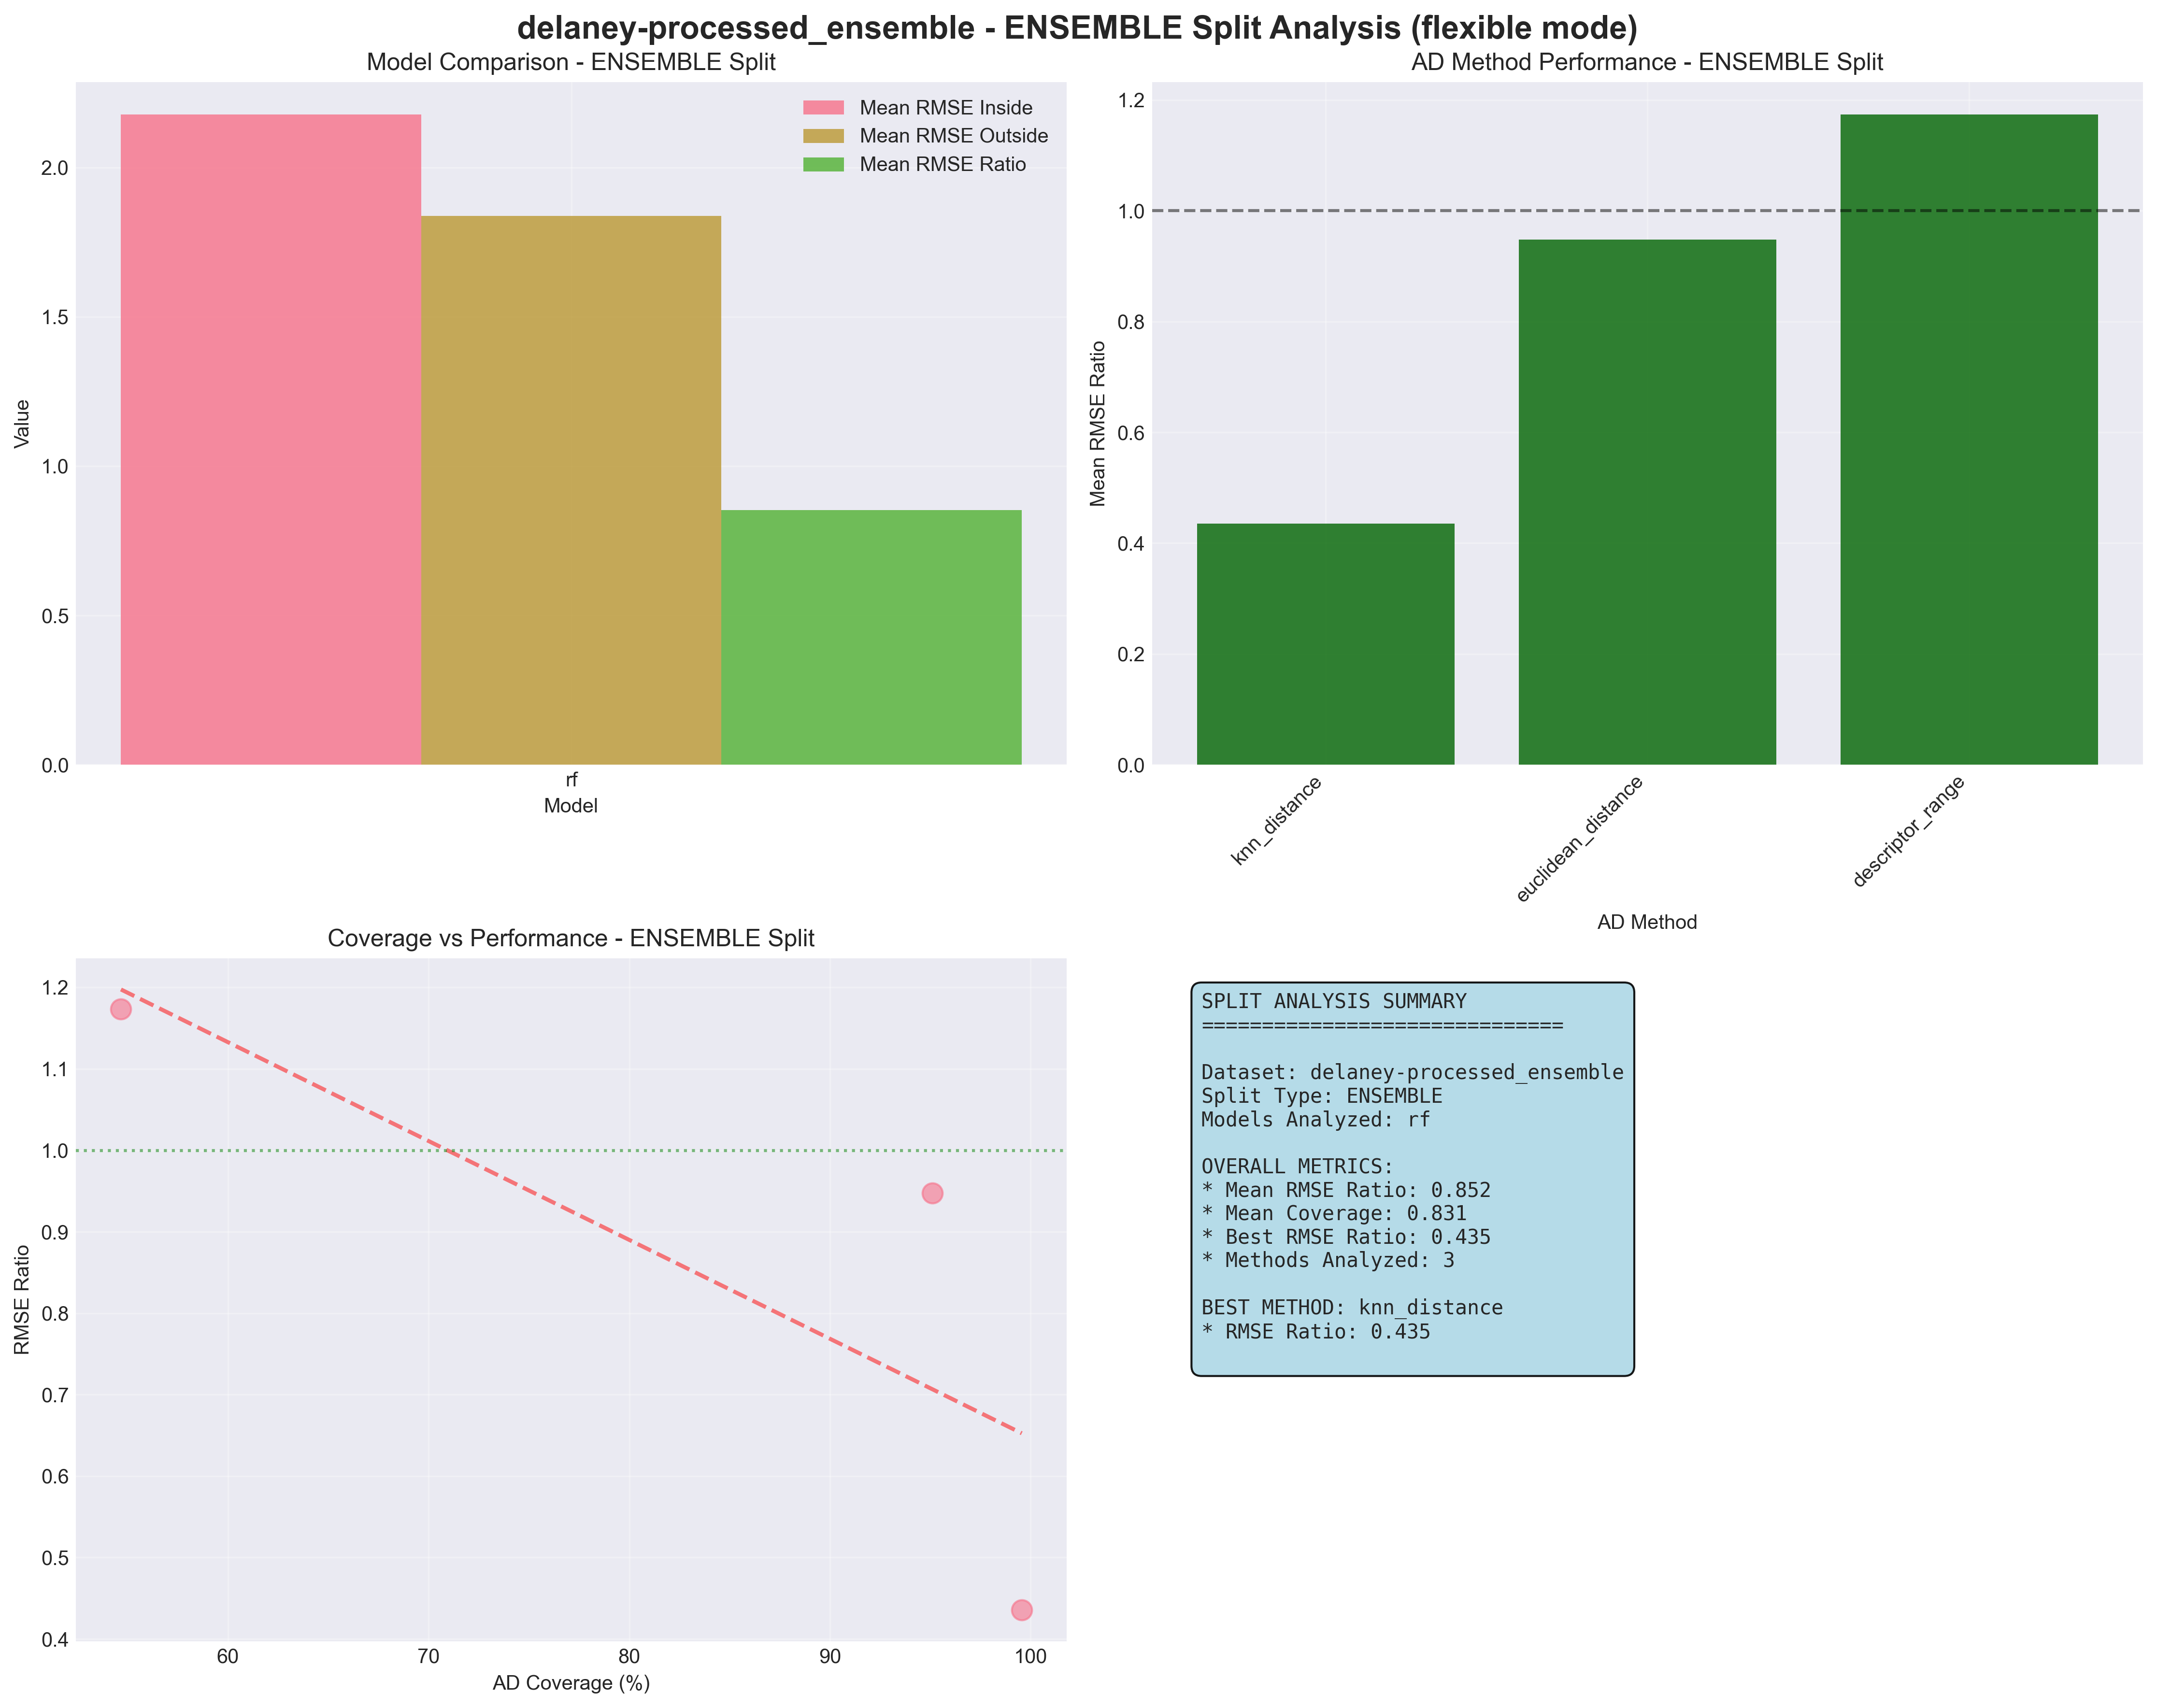 delaney-processed_ensemble - ENSEMBLE Split Analysis (flexible mode)
Model Comparison - ENSEMBLE Split
Mean RMSE Inside
Mean RMSE Outside
Mean RMSE Ratio
2.0
1.5
1.0
0.5
0.0
Value
rf
Model
AD Method Performance - ENSEMBLE Split
1.2
1.0
0.8
0.6
0.4
0.2
0.0
Mean RMSE Ratio
knn_distance
euclidean_distance
descriptor_range
AD Method
Coverage vs Performance - ENSEMBLE Split
1.2
1.1
1.0
0.9
0.8
0.7
0.6
0.5
0.4
RMSE Ratio
60
70
80
90
100
AD Coverage (%)
SPLIT ANALYSIS SUMMARY
==============================
Dataset: delaney-processed_ensemble
Split Type: ENSEMBLE
Models Analyzed: rf
OVERALL METRICS:
* Mean RMSE Ratio: 0.852
* Mean Coverage: 0.831
* Best RMSE Ratio: 0.435
* Methods Analyzed: 3
BEST METHOD: knn_distance
* RMSE Ratio: 0.435